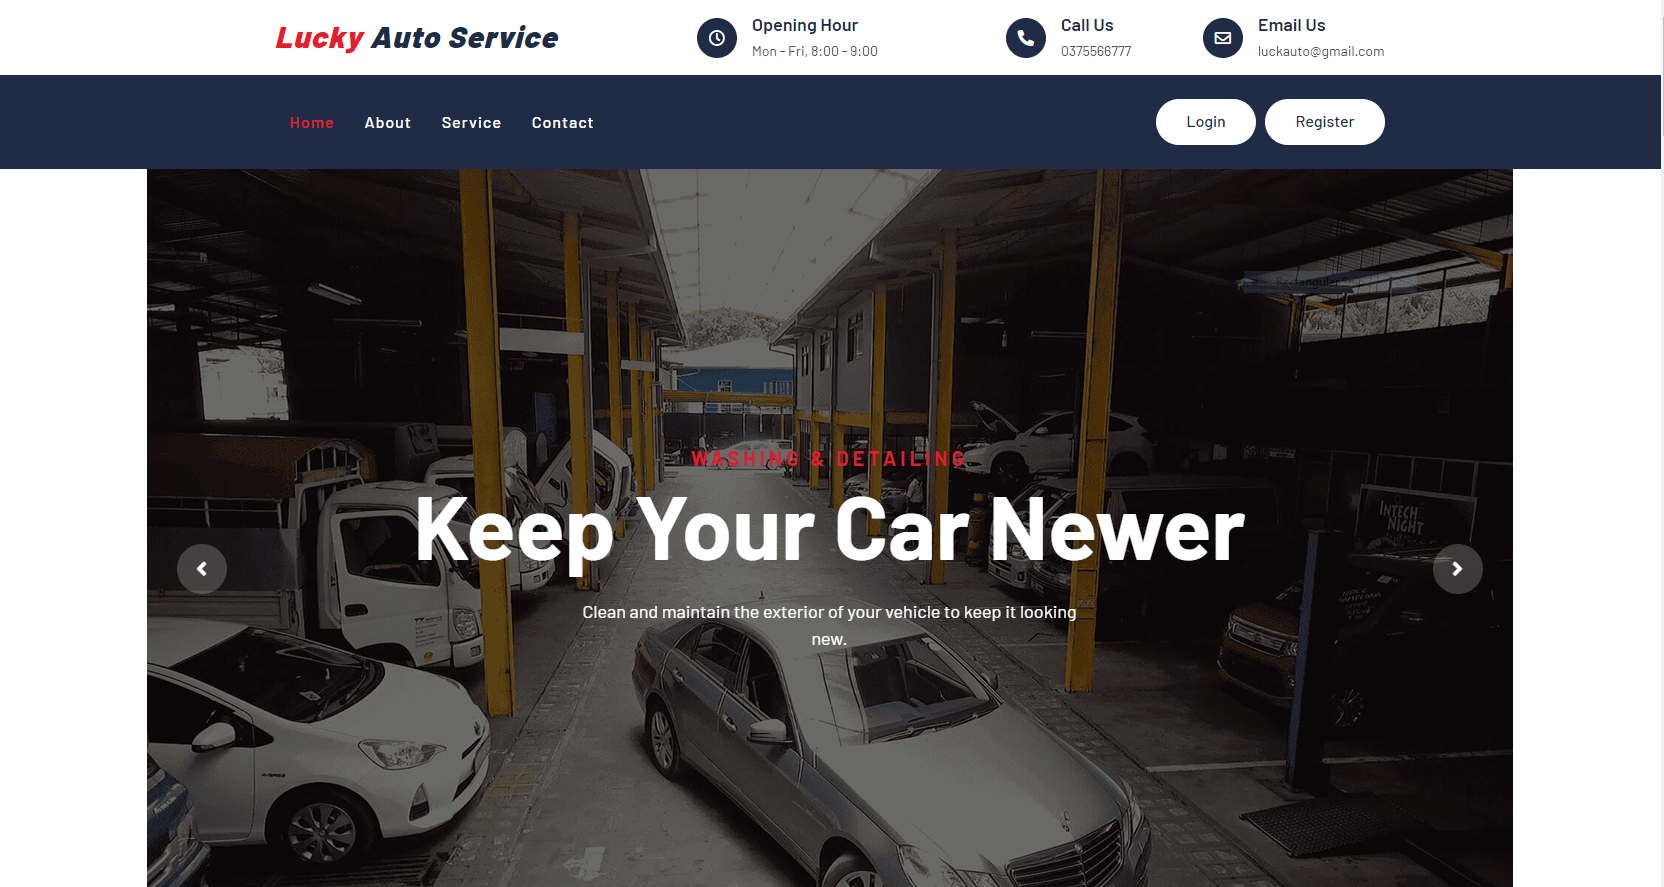 Lucky Auto Service
Opening Hour
Mon - Fri, 8:00 - 9:00
Call Us
0375566777
Email Us
luckauto@gmail.com
Home
About
Service
Contact
Login
Register
WASHING & DETAILING
Keep Your Car Newer
Clean and maintain the exterior of your vehicle to keep it looking
new.
INTECH
NIGHT